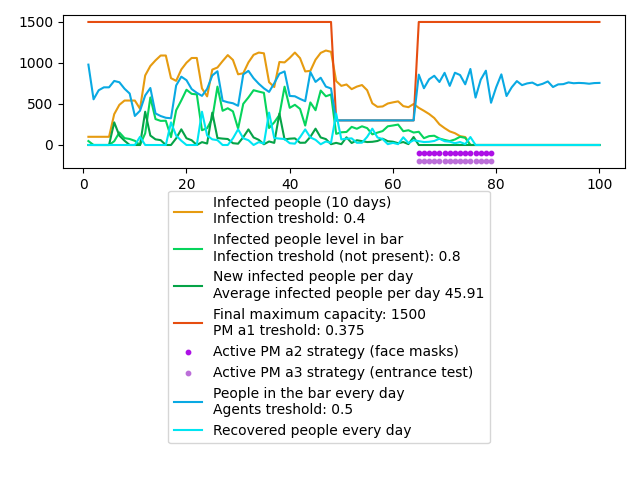 1500
1000
500
0
0 20 40 60 80 100
Infected people (10 days)
Infection treshold: 0.4
Infected people level in bar
Infection treshold (not present): 0.8
New infected people per day
Average infected people per day 45.91
Final maximum capacity: 1500
PM a1 treshold: 0.375
Active PM a2 strategy (face masks)
Active PM a3 strategy (entrance test)
People in the bar every day
Agents treshold: 0.5
Recovered people every day